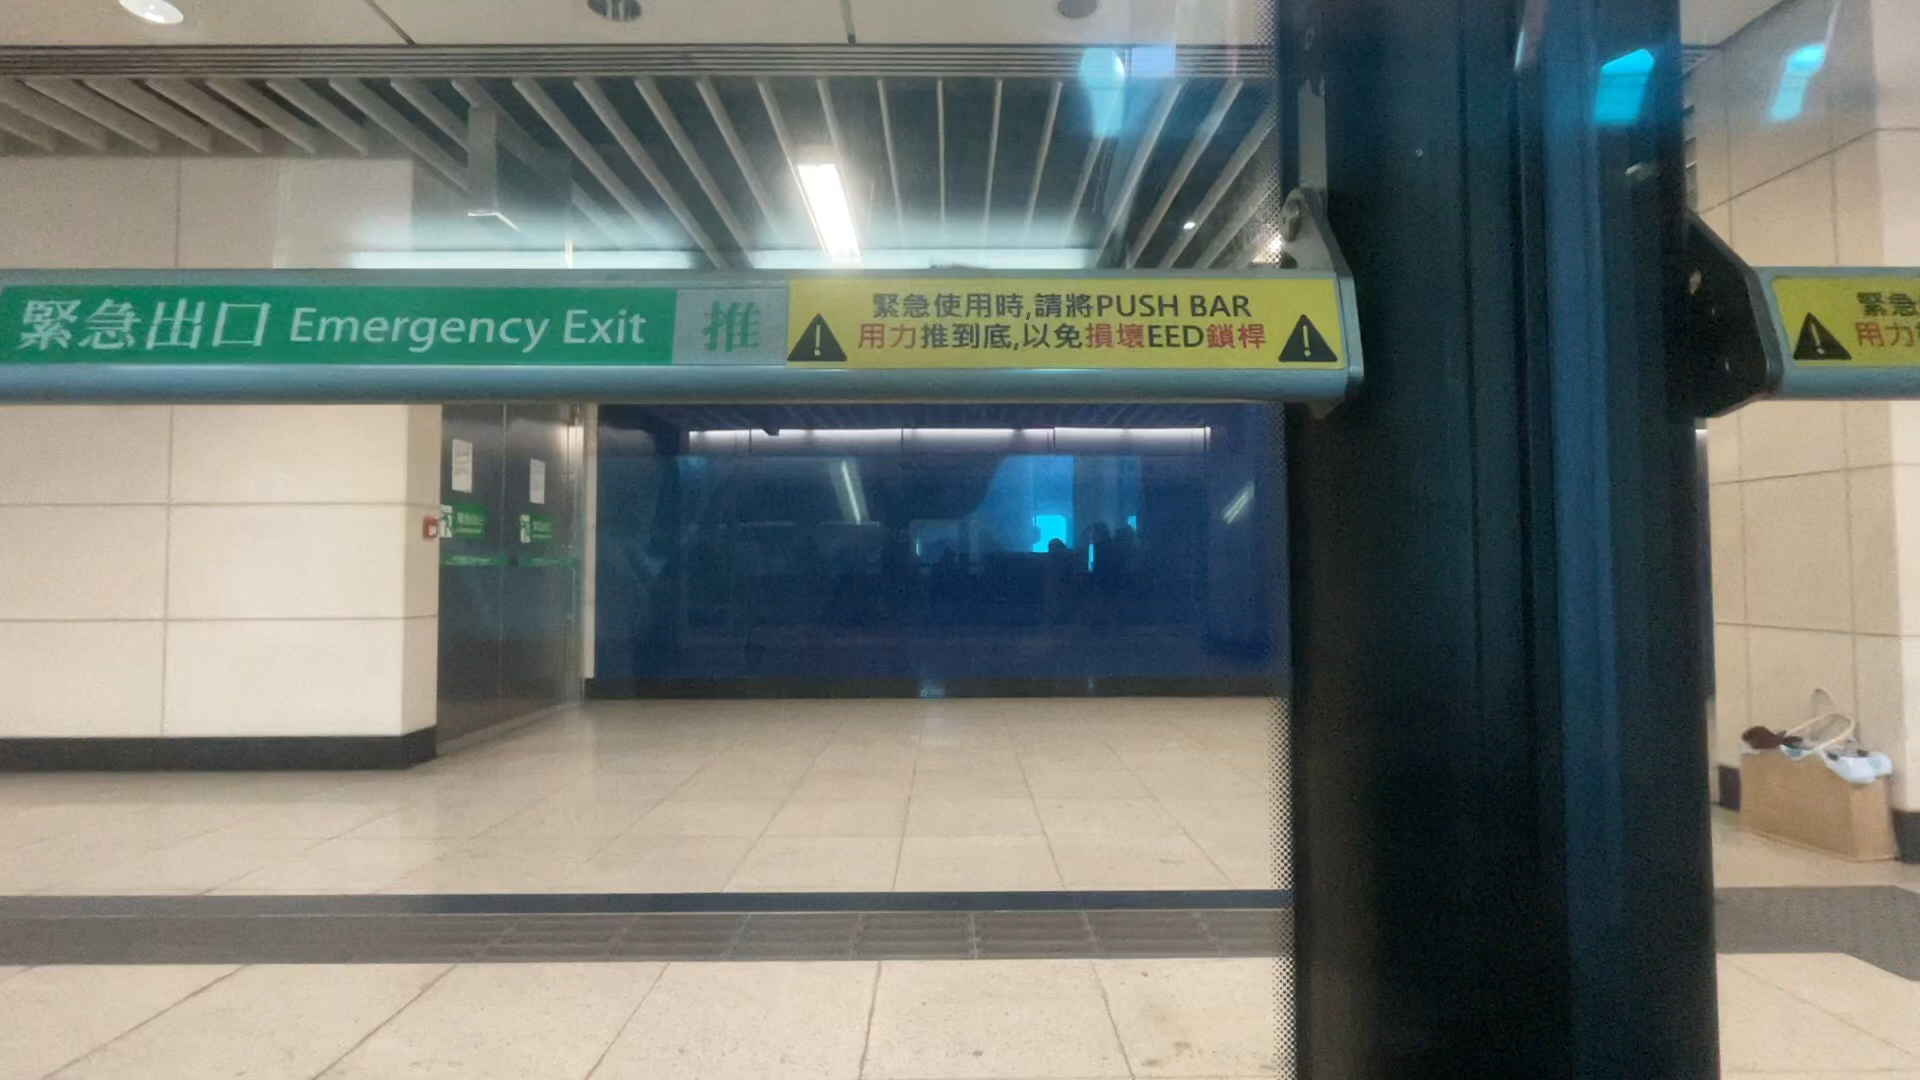 緊急出口 Emergency Exit 推
緊急使用時,請將PUSH BAR
用力推到底,以免損壞EED鎖桿
緊急
用力